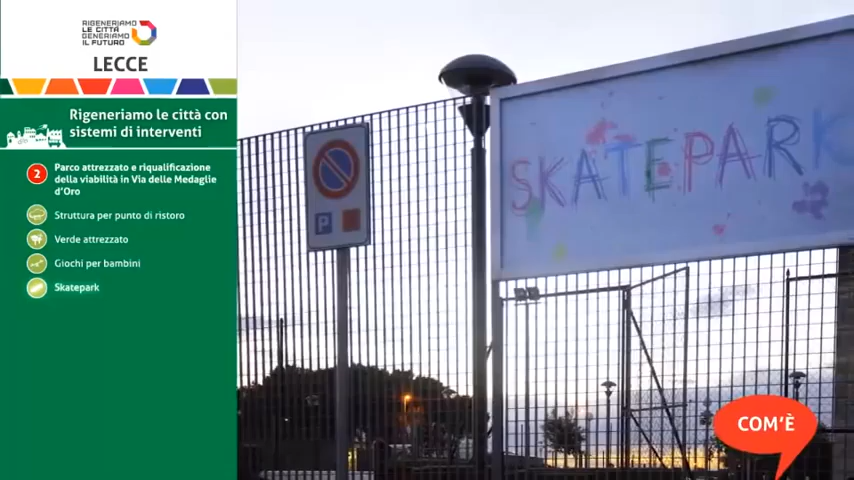 RIGENERIAMO
LE CITTÀ
GENERIAMO
IL FUTURO
LECCE
Rigeneriamo le città con
sistemi di interventi
2
Parco attrezzato e riqualificazione
della viabilità in Via delle Medaglie
d'Oro
Struttura per punto di ristoro
Verde attrezzato
Giochi per bambini
Skatepark
P
SKATEPARK
COM'È